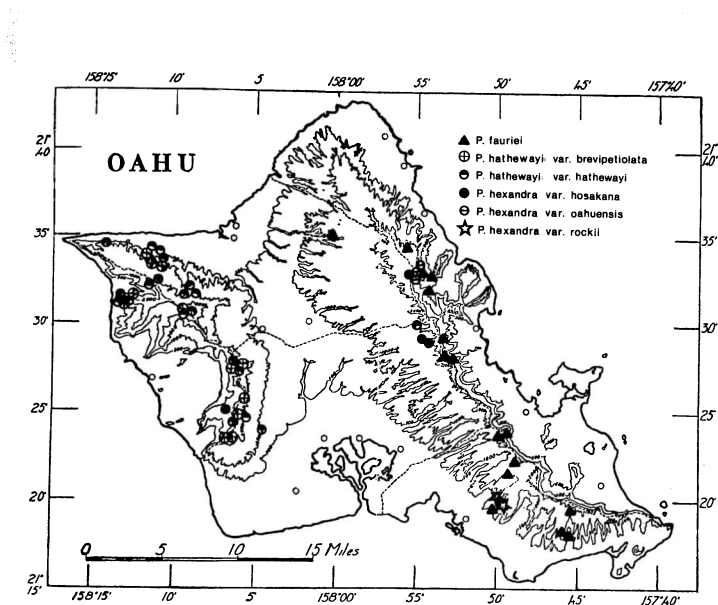 158°15' 10' 5 158°00' 55' 50' 45' 157°40'
21° 40'
21° 40'
OAHU
P. fauriei
P. hathewayi var. brevipetiolata
P. hathewayi var. hathewayi
P. hexandra var. hosakana
P. hexandra var. oahuensis
P. hexandra var. rockii
35'
35'
30'
30'
25'
25'
20'
20'
0 5 10 15 Miles
21° 15'
158°15' 10' 5' 158°00' 55' 50' 45' 157°40'